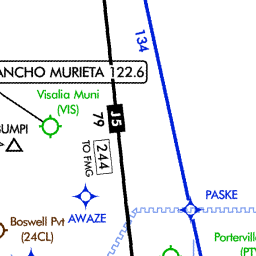 134
ANCHO MURIETA 122.6
Visalia Muni
(VIS)
J5
79
UMPI
244
TO FMG
PASKE
AWAZE
Boswell Pvt
(24CL)
Porterville
(PT